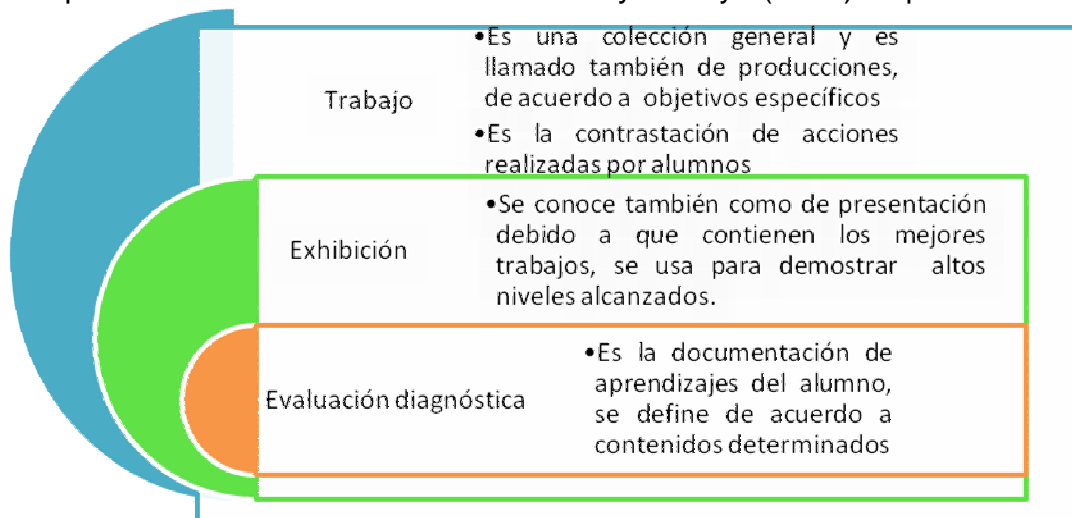 Trabajo
•Es una colección general y es
llamado también de producciones,
de acuerdo a objetivos específicos
•Es la contrastación de acciones
realizadas por alumnos
Exhibición
•Se conoce también como de presentación
debido a que contienen los mejores
trabajos, se usa para demostrar altos
niveles alcanzados.
Evaluación diagnóstica
•Es la documentación de
aprendizajes del alumno,
se define de acuerdo a
contenidos determinados